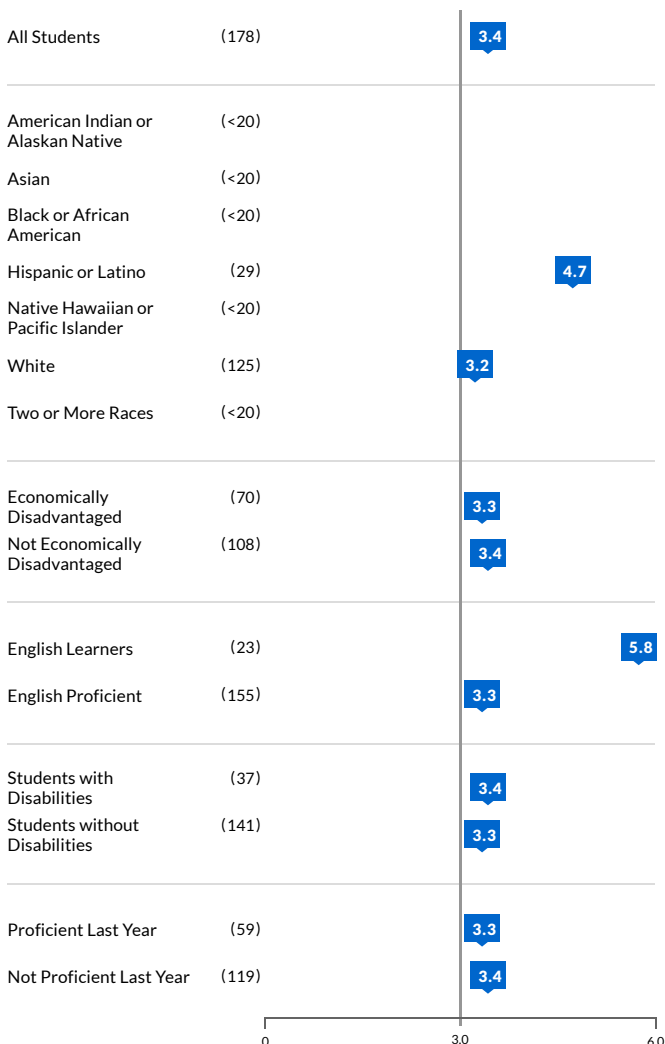 All Students (178) 3.4
American Indian or (<20)
Alaskan Native
Asian (<20)
Black or African (<20)
American
Hispanic or Latino (29) 4.7
Native Hawaiian or (<20)
Pacific Islander
White (125) 3.2
Two or More Races (<20)
Economically (70) 3.3
Disadvantaged
Not Economically (108) 3.4
Disadvantaged
English Learners (23) 5.8
English Proficient (155) 3.3
Students with (37) 3.4
Disabilities
Students without (141) 3.3
Disabilities
Proficient Last Year (59) 3.3
Not Proficient Last Year (119) 3.4
0 3.0 6.0